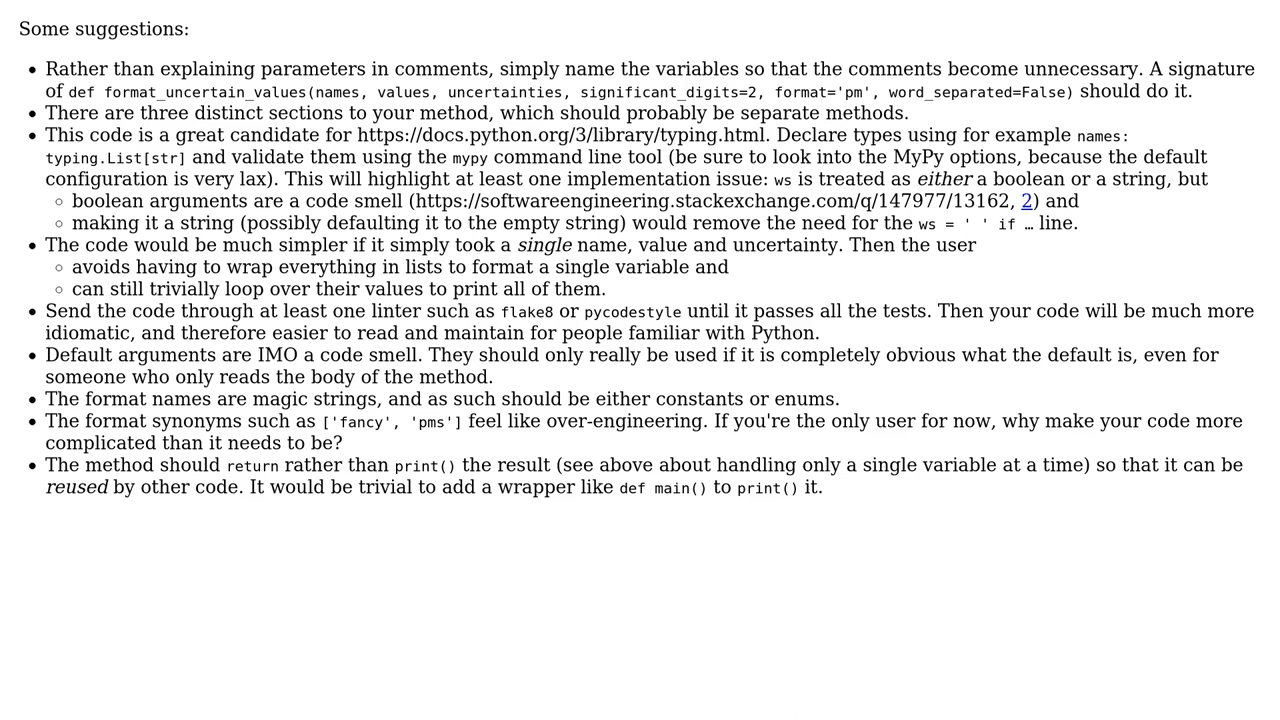 Some suggestions:
• Rather than explaining parameters in comments, simply name the variables so that the comments become unnecessary. A signature
of def format_uncertain_values(names, values, uncertainties, significant_digits=2, format='pm', word_separated=False) should do it.
• There are three distinct sections to your method, which should probably be separate methods.
• This code is a great candidate for https://docs.python.org/3/library/typing.html. Declare types using for example names:
typing.List[str] and validate them using the mypy command line tool (be sure to look into the MyPy options, because the default
configuration is very lax). This will highlight at least one implementation issue: ws is treated as either a boolean or a string, but
◦ boolean arguments are a code smell (https://softwareengineering.stackexchange.com/q/147977/13162, 2) and
◦ making it a string (possibly defaulting it to the empty string) would remove the need for the ws = ' ' if … line.
• The code would be much simpler if it simply took a single name, value and uncertainty. Then the user
◦ avoids having to wrap everything in lists to format a single variable and
◦ can still trivially loop over their values to print all of them.
• Send the code through at least one linter such as flake8 or pycodestyle until it passes all the tests. Then your code will be much more
idiomatic, and therefore easier to read and maintain for people familiar with Python.
• Default arguments are IMO a code smell. They should only really be used if it is completely obvious what the default is, even for
someone who only reads the body of the method.
• The format names are magic strings, and as such should be either constants or enums.
• The format synonyms such as ['fancy', 'pms'] feel like over-engineering. If you're the only user for now, why make your code more
complicated than it needs to be?
• The method should return rather than print() the result (see above about handling only a single variable at a time) so that it can be
reused by other code. It would be trivial to add a wrapper like def main() to print() it.